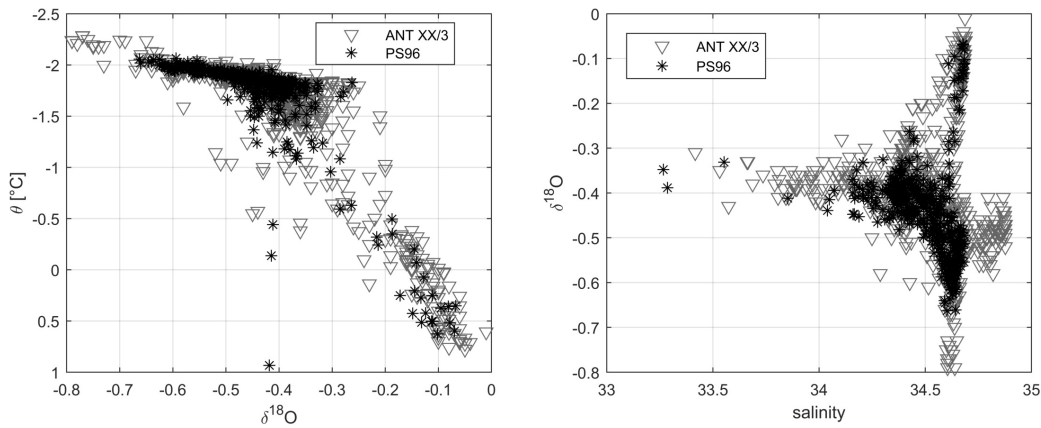 -2.5
-2
-1.5
-1
-0.5
0
0.5
1
θ [°C]
-0.8 -0.7 -0.6 -0.5 -0.4 -0.3 -0.2 -0.1 0
δ¹⁸O
ANT XX/3
PS96
0
-0.1
-0.2
-0.3
-0.4
-0.5
-0.6
-0.7
-0.8
δ¹⁸O
33 33.5 34 34.5 35
salinity
ANT XX/3
PS96